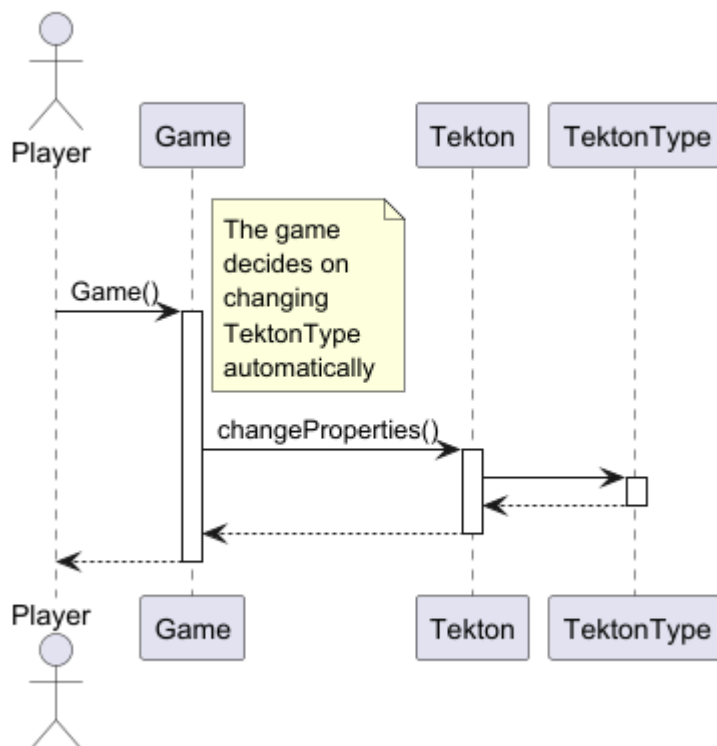 Player
Game
Tekton
TektonType
The game
decides on
changing
TektonType
automatically
Game()
changeProperties()
Player
Game
Tekton
TektonType